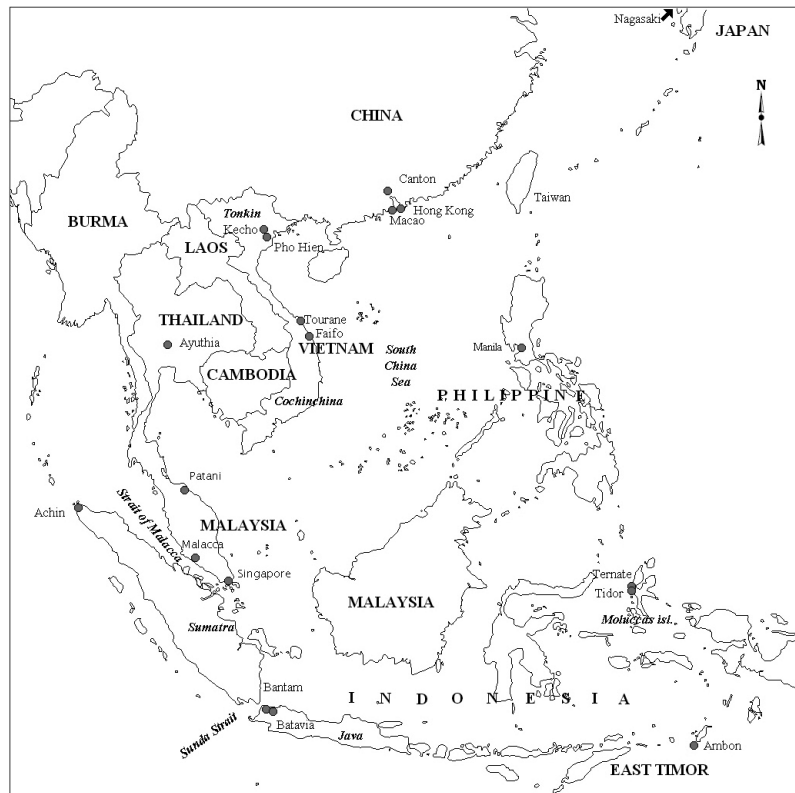 Nagasaki
JAPAN
N
CHINA
Canton
Taiwan
Hong Kong
Macao
BURMA
Tonkin
Kecho
LAOS
Pho Hien
THAILAND
Tourane
Faifo
VIETNAM
Ayuthia
South
China
Sea
Manila
CAMBODIA
Cochinchina
PHILIPPINE
Patani
Achin
Strait of Malacca
MALAYSIA
Malacca
Singapore
Ternate
Tidor
MALAYSIA
Moluccas isl.
Sumatra
Bantam
INDONESIA
Sunda Strait
Batavia
Java
Ambon
EAST TIMOR